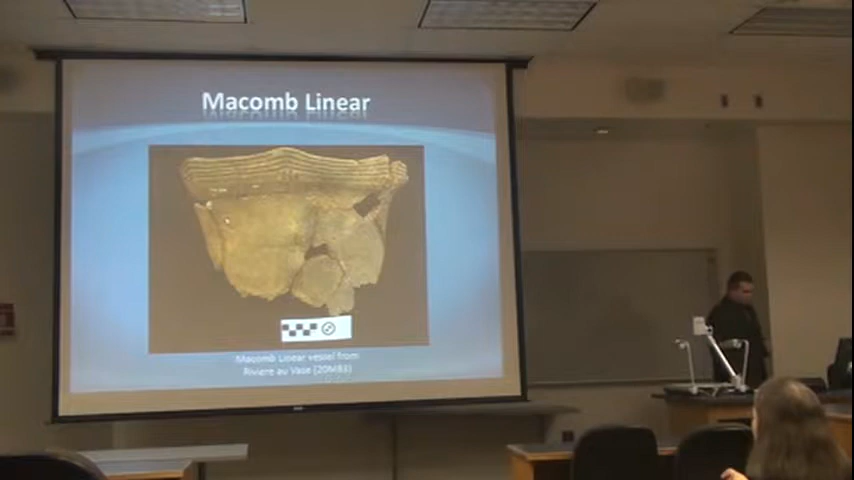 Macomb Linear
Macomb Linear vessel from
Riviere au Vase (20MB3)